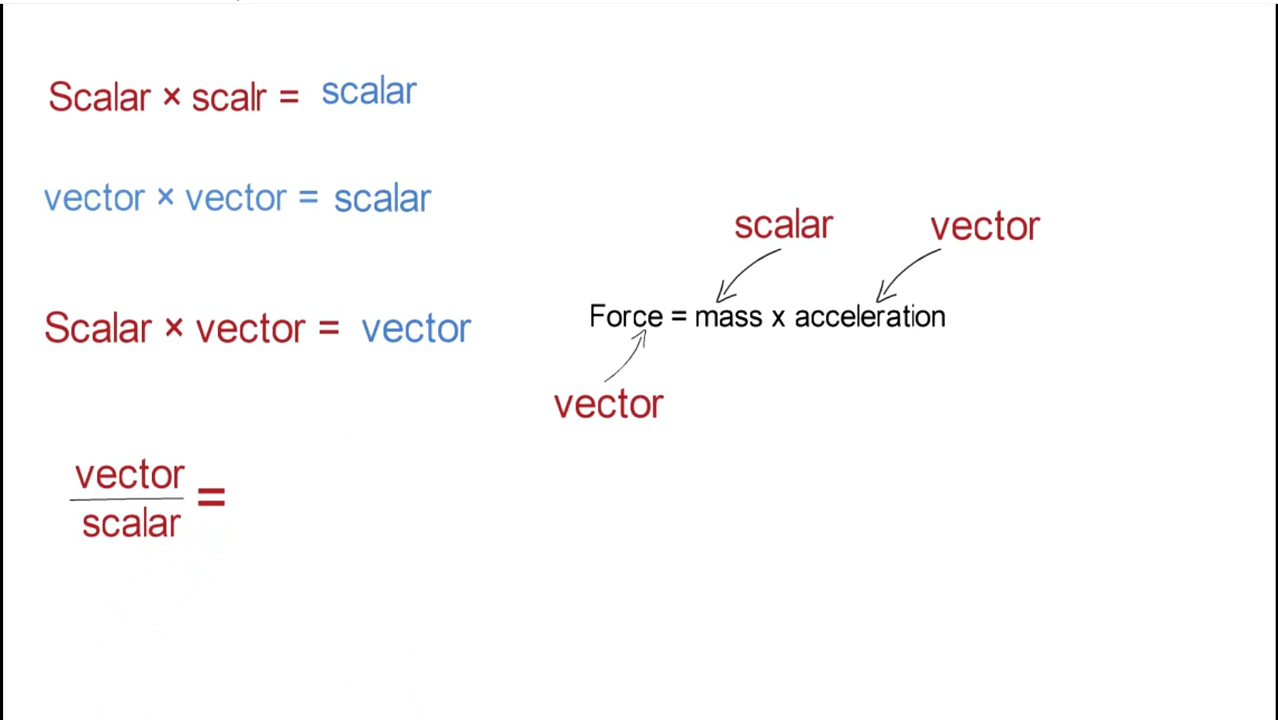 Scalar × scalr = scalar
vector × vector = scalar
scalar vector
Force = mass x acceleration
Scalar × vector = vector
vector
vector
scalar
=